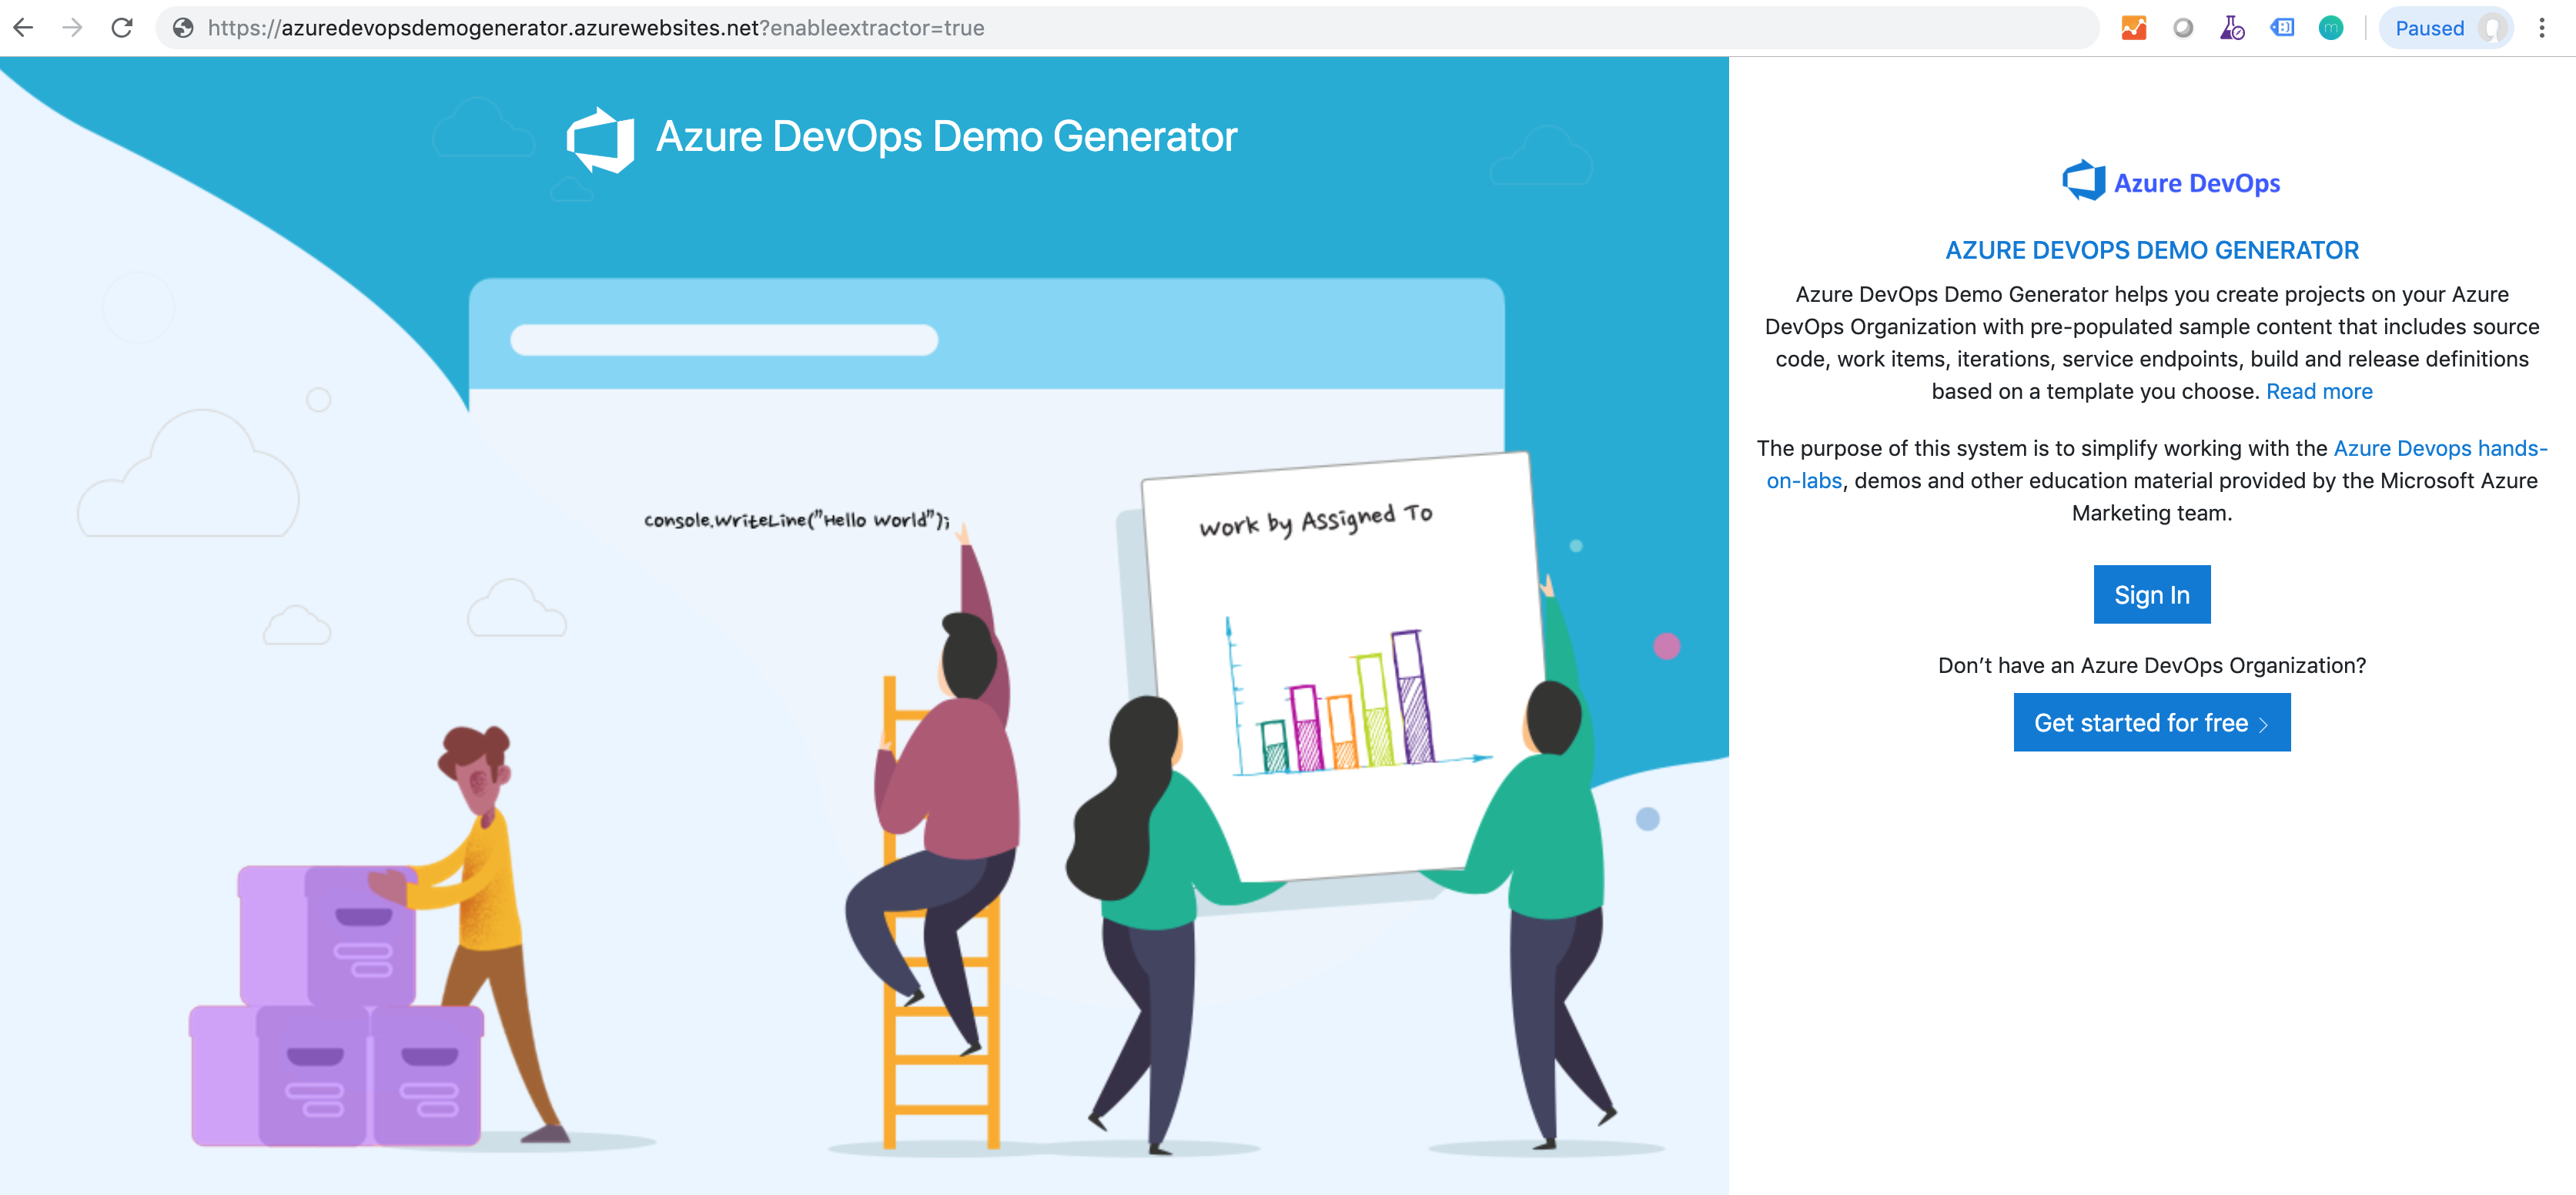 https://azuredevopsdemogenerator.azurewebsites.net?enableextractor=true
Paused
Azure DevOps Demo Generator
console.WriteLine("Hello World");
Work by Assigned To
Azure DevOps
AZURE DEVOPS DEMO GENERATOR
Azure DevOps Demo Generator helps you create projects on your Azure
DevOps Organization with pre-populated sample content that includes source
code, work items, iterations, service endpoints, build and release definitions
based on a template you choose. Read more
The purpose of this system is to simplify working with the Azure Devops hands-
on-labs, demos and other education material provided by the Microsoft Azure
Marketing team.
Sign In
Don’t have an Azure DevOps Organization?
Get started for free